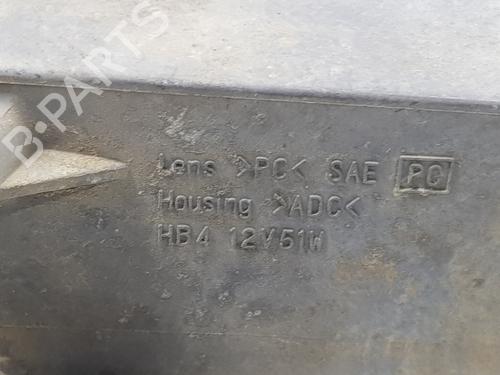 B-PARTS
Lens >PC< SAE PC
Housing >ADC<
HB4 12V51W